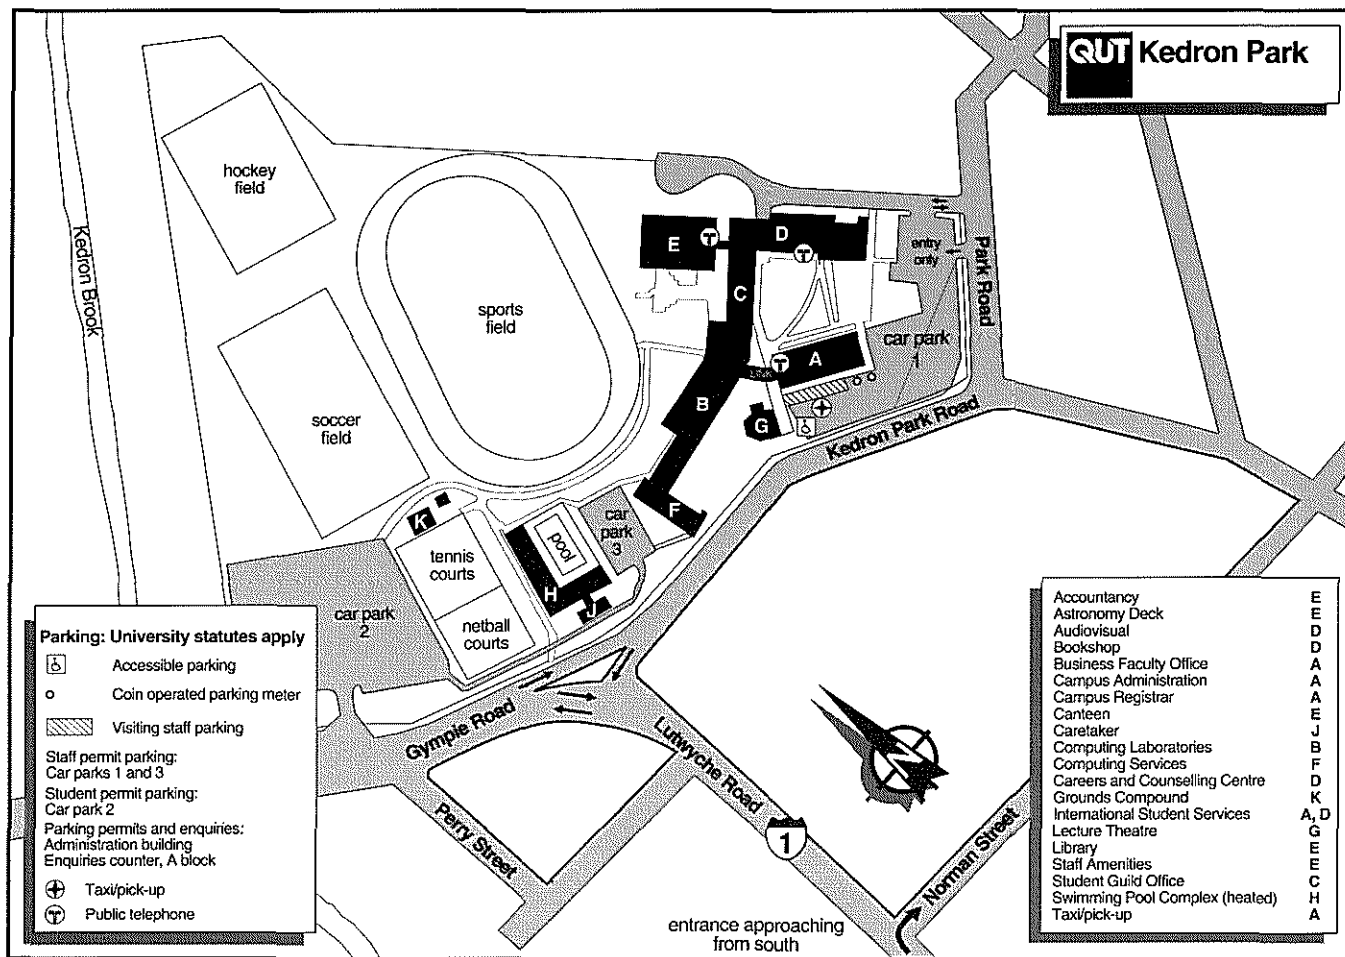 QUT Kedron Park
hockey
field
Kedron Brook
sports
field
soccer
field
E
D
C
A
B
G
F
K
H
J
entry
only
Park Road
car park
1
Kedron Park Road
car
park
3
pool
tennis
courts
netball
courts
car park
2
Gympie Road
Lutwyche Road
Perry Street
Norman Street
1
entrance approaching
from south
Parking: University statutes apply
Accessible parking
Coin operated parking meter
Visiting staff parking
Staff permit parking:
Car parks 1 and 3
Student permit parking:
Car park 2
Parking permits and enquiries:
Administration building
Enquiries counter, A block
Taxi/pick-up
T Public telephone
Accountancy E
Astronomy Deck E
Audiovisual D
Bookshop D
Business Faculty Office A
Campus Administration A
Campus Registrar A
Canteen E
Caretaker J
Computing Laboratories B
Computing Services F
Careers and Counselling Centre D
Grounds Compound K
International Student Services A, D
Lecture Theatre G
Library E
Staff Amenities E
Student Guild Office C
Swimming Pool Complex (heated) H
Taxi/pick-up A